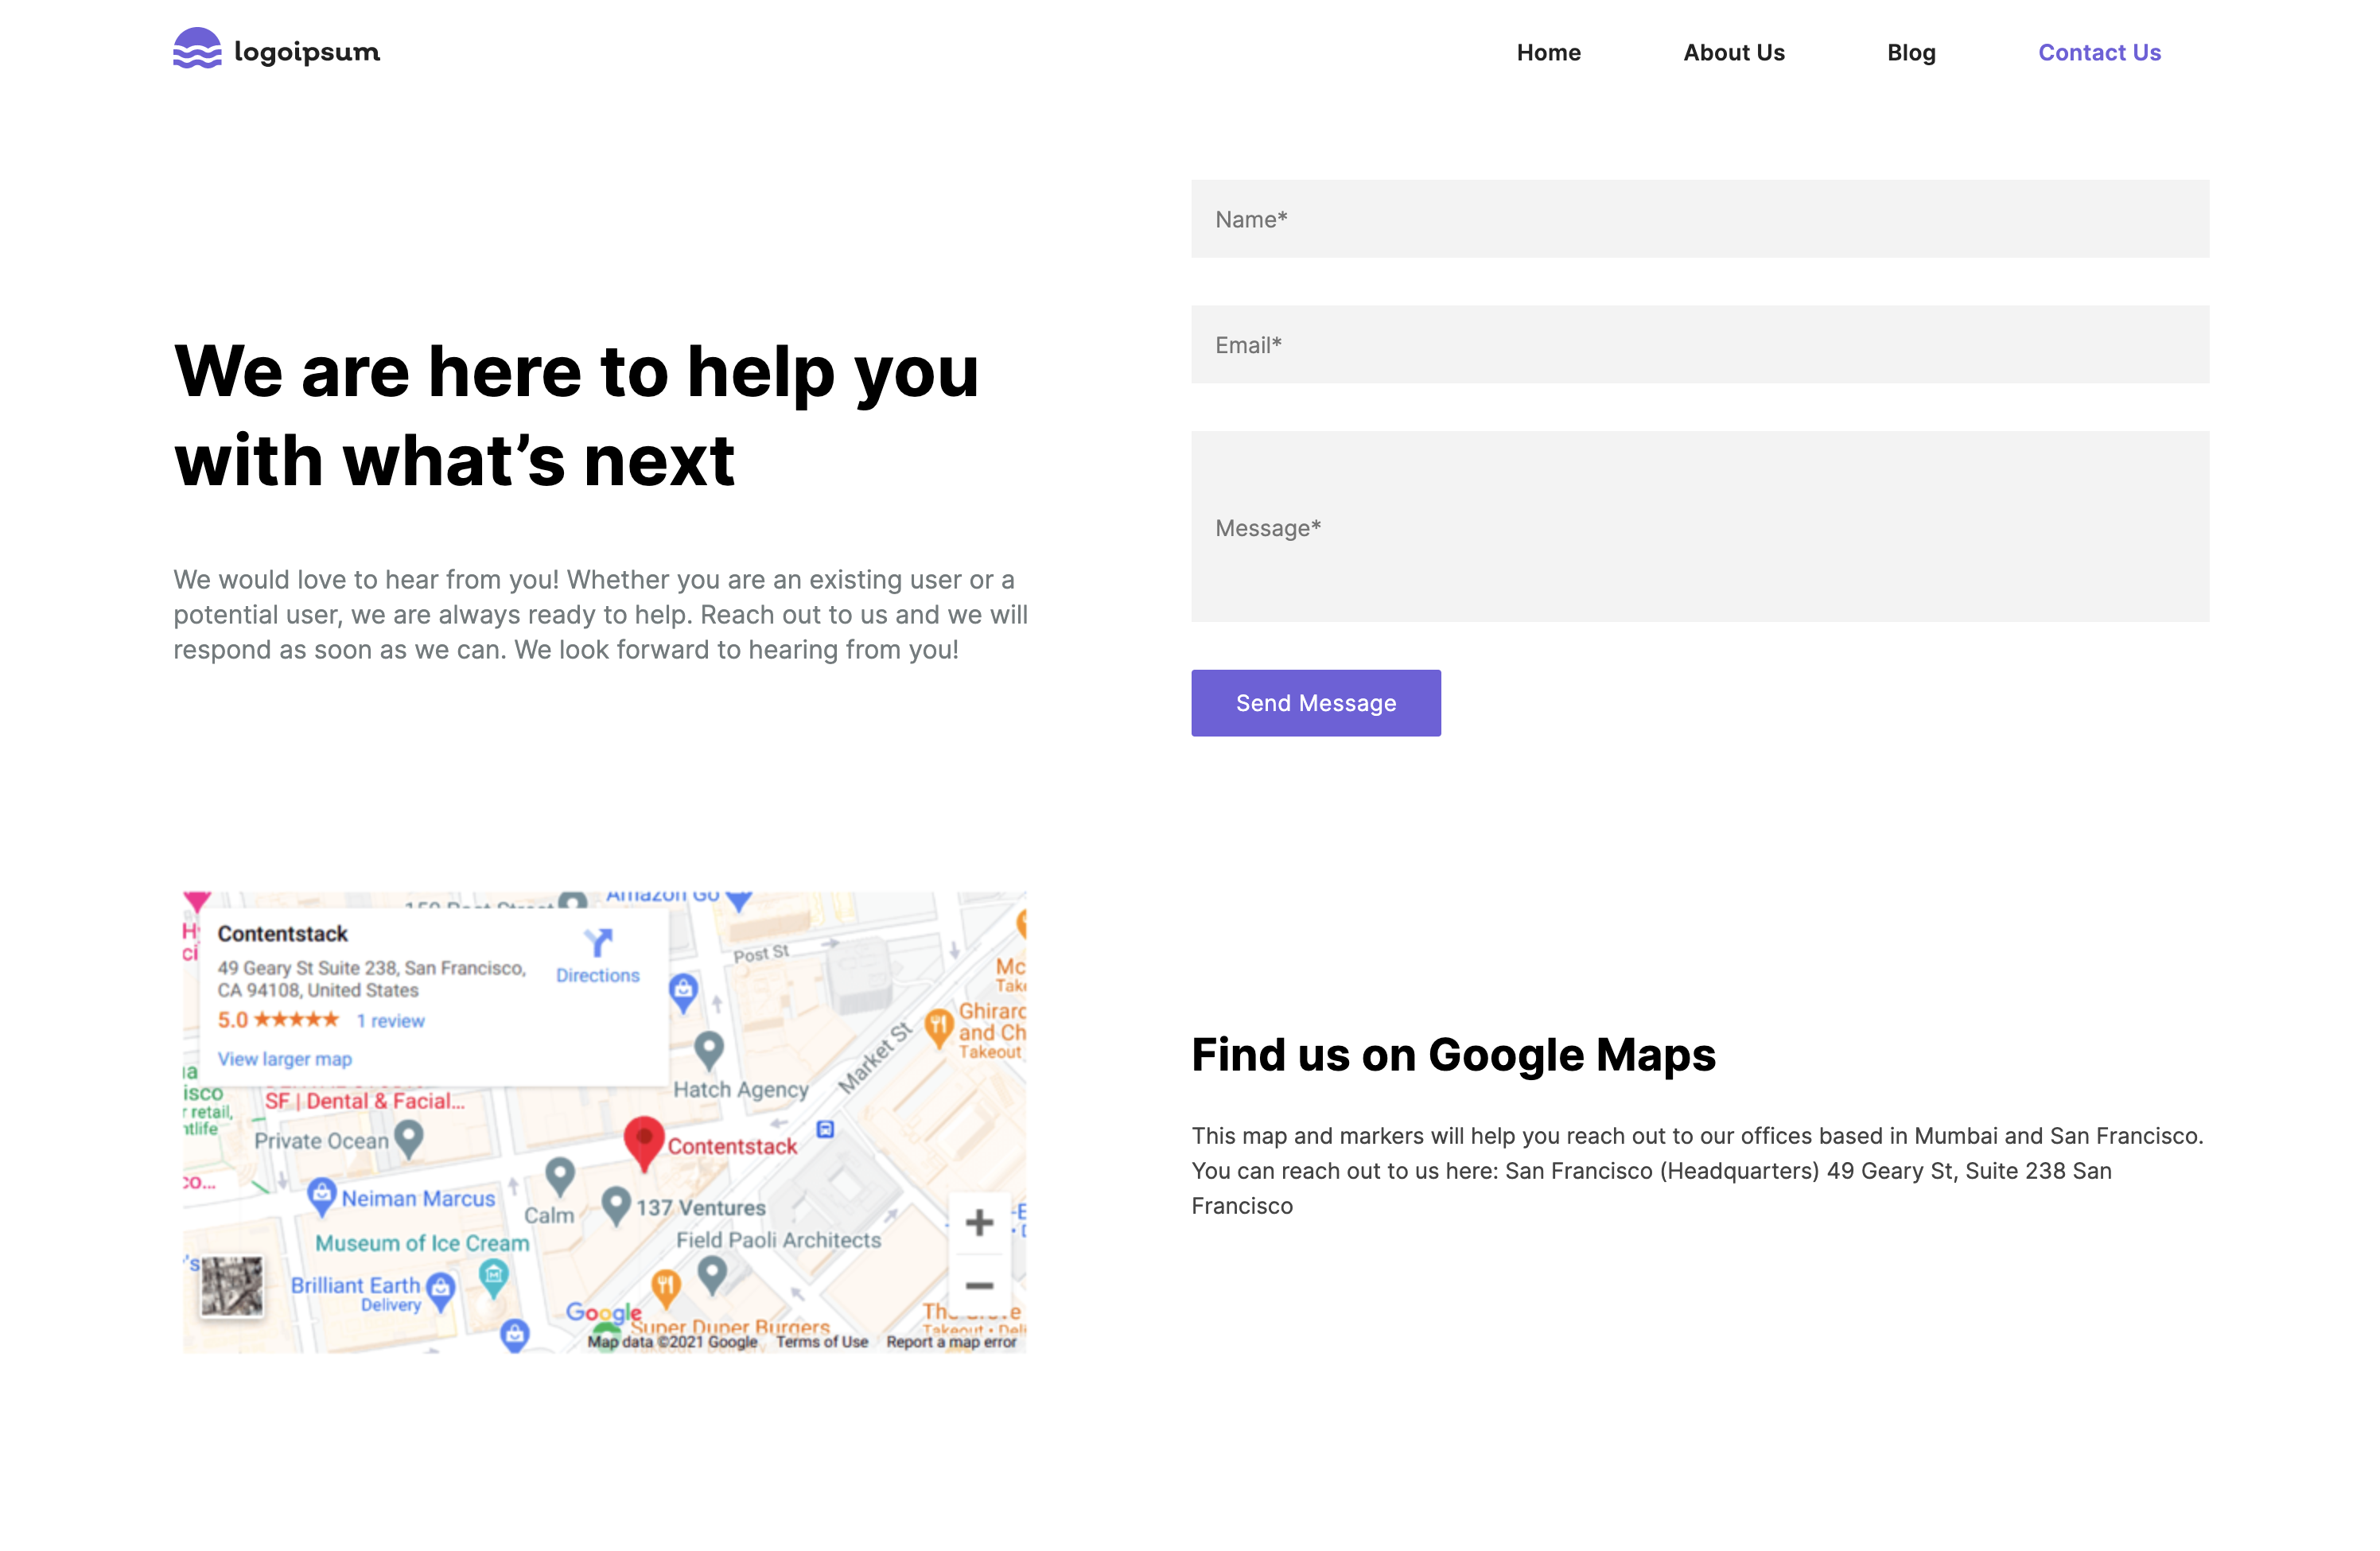 logoipsum
Home
About Us
Blog
Contact Us
We are here to help you
with what’s next
We would love to hear from you! Whether you are an existing user or a
potential user, we are always ready to help. Reach out to us and we will
respond as soon as we can. We look forward to hearing from you!
Name*
Email*
Message*
Send Message
Amazon Go
Contentstack
49 Geary St Suite 238, San Francisco,
CA 94108, United States
5.0 ★★★★★ 1 review
View larger map
Directions
Post St
Market St
Takeout
Hatch Agency
SF | Dental & Facial...
Private Ocean
Contentstack
Neiman Marcus
Calm
137 Ventures
Field Paoli Architects
Museum of Ice Cream
Brilliant Earth
Delivery
Google
Super Duper Burgers
Map data ©2021 Google
Terms of Use
Report a map error
Find us on Google Maps
This map and markers will help you reach out to our offices based in Mumbai and San Francisco.
You can reach out to us here: San Francisco (Headquarters) 49 Geary St, Suite 238 San
Francisco